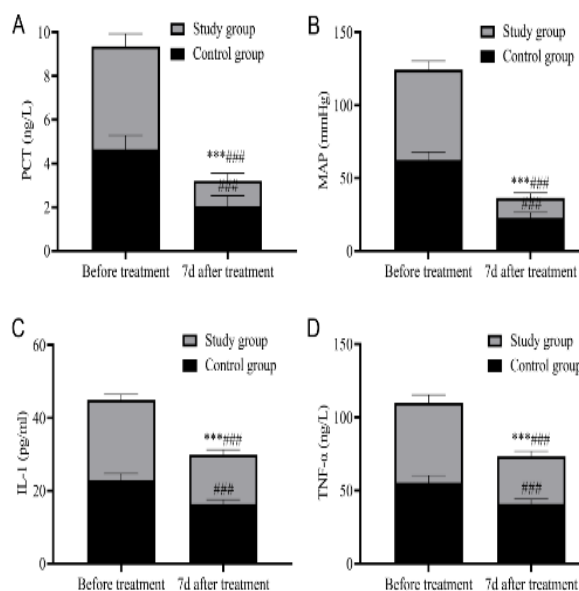 A
PCT (ng/L)
10
8
6
4
2
0
Study group
Control group
***###
###
Before treatment
7d after treatment
B
MAP (mmHg)
150
100
50
0
Study group
Control group
***###
###
Before treatment
7d after treatment
C
IL-1 (pg/ml)
60
40
20
0
Study group
Control group
***###
###
Before treatment
7d after treatment
D
TNF-α (ng/L)
150
100
50
0
Study group
Control group
***###
###
Before treatment
7d after treatment